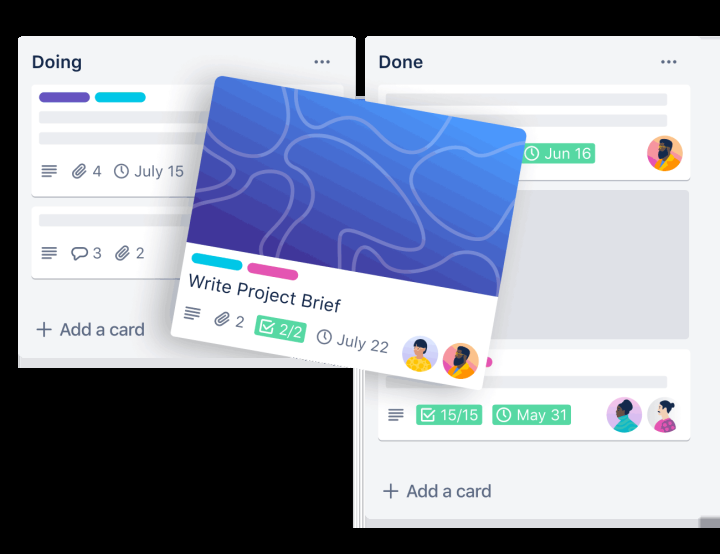 Doing
4 July 15
3 2
Add a card
Write Project Brief
2 2/2 July 22
Done
Jun 16
15/15 May 31
Add a card